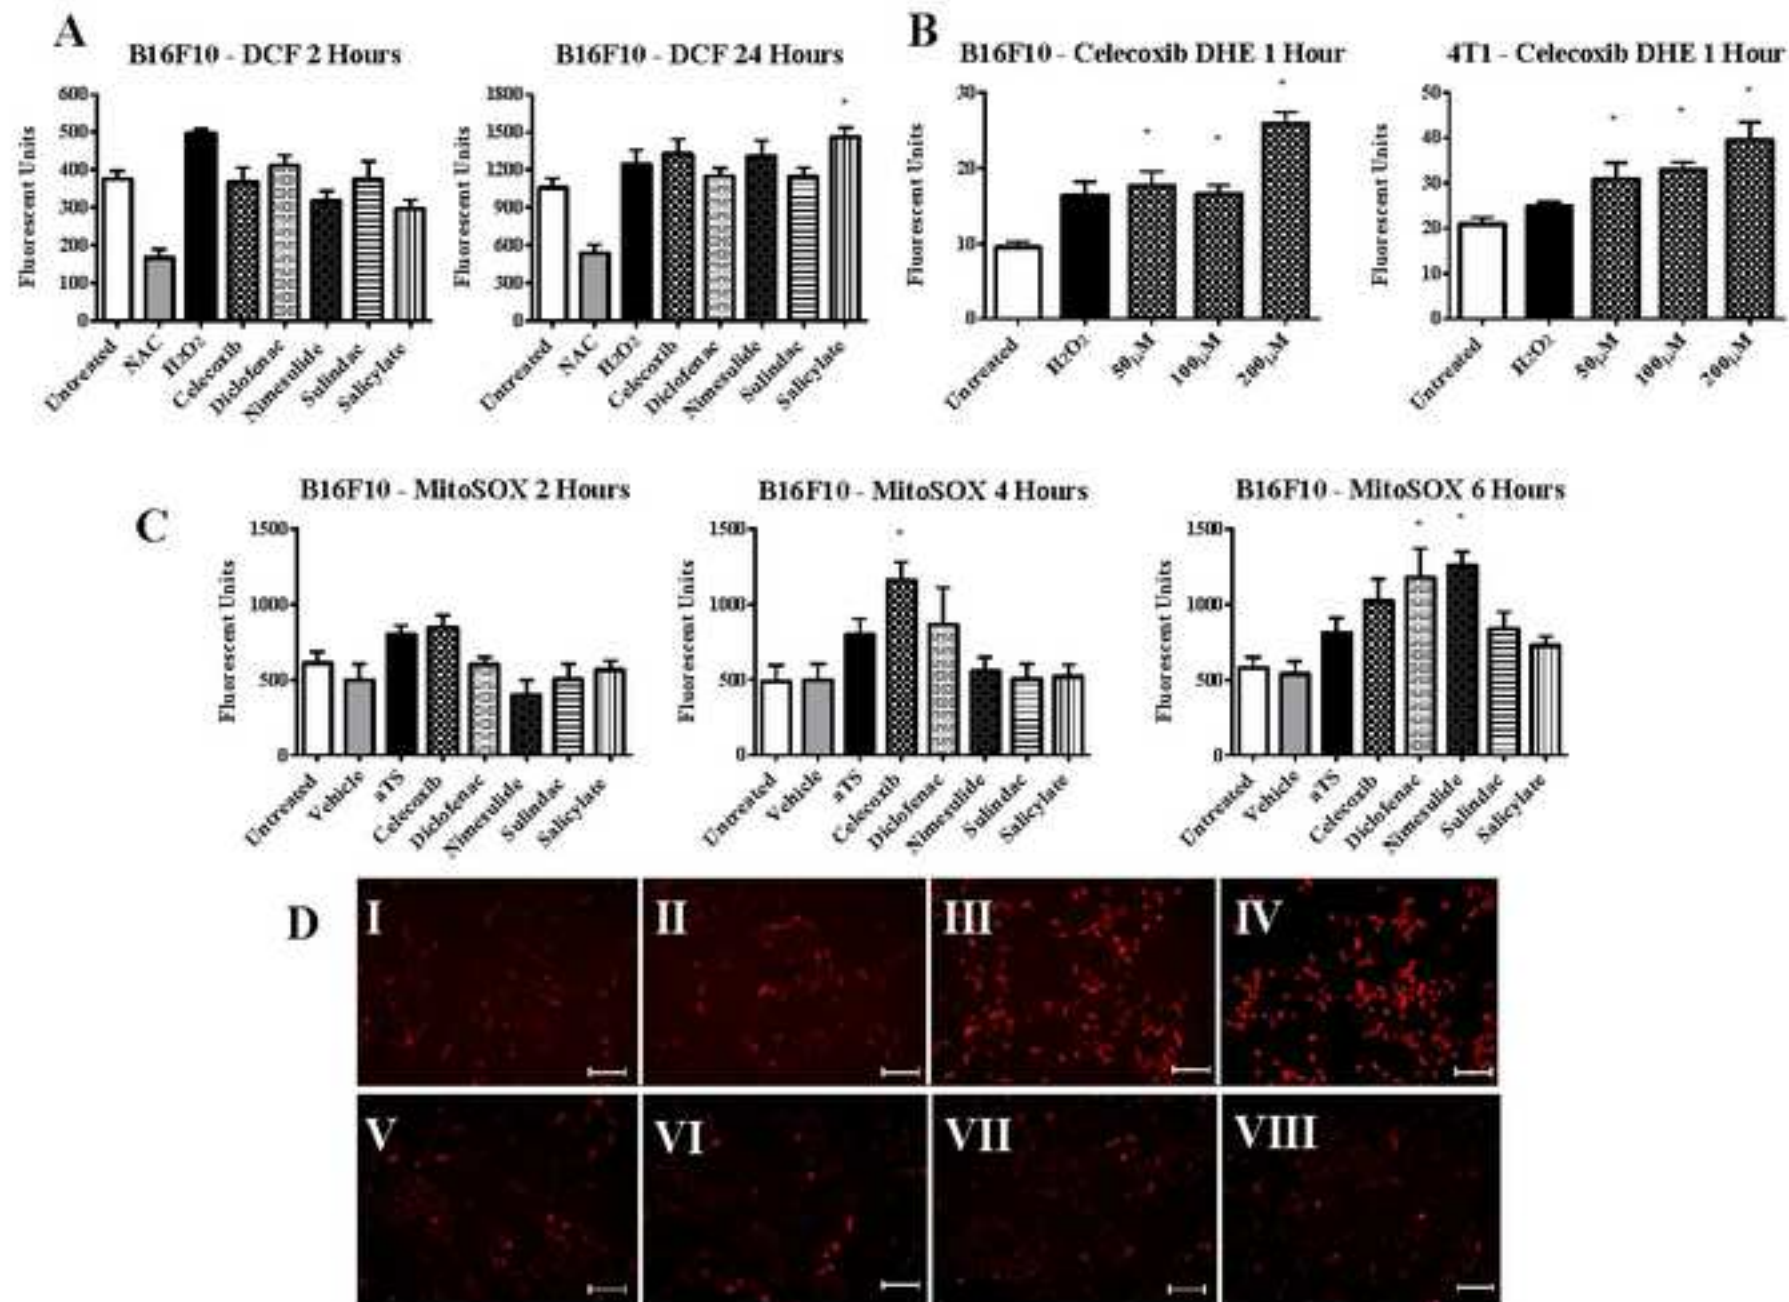 A
B16F10 - DCF 2 Hours
Fluorescent Units
600
500
400
300
200
100
0
Untreated
NAC
H2O2
Celecoxib
Diclofenac
Nimesulide
Sulindac
Salicylate
B16F10 - DCF 24 Hours
Fluorescent Units
1800
1500
1200
900
600
300
0
*
Untreated
NAC
H2O2
Celecoxib
Diclofenac
Nimesulide
Sulindac
Salicylate
B
B16F10 - Celecoxib DHE 1 Hour
Fluorescent Units
30
20
10
0
* * *
Untreated
H2O2
50μM
100μM
200μM
4T1 - Celecoxib DHE 1 Hour
Fluorescent Units
50
40
30
20
10
0
* * *
Untreated
H2O2
50μM
100μM
200μM
C
B16F10 - MitoSOX 2 Hours
Fluorescent Units
1500
1000
500
0
Untreated
Vehicle
aTS
Celecoxib
Diclofenac
Nimesulide
Sulindac
Salicylate
B16F10 - MitoSOX 4 Hours
Fluorescent Units
1500
1000
500
0
*
Untreated
Vehicle
aTS
Celecoxib
Diclofenac
Nimesulide
Sulindac
Salicylate
B16F10 - MitoSOX 6 Hours
Fluorescent Units
1500
1000
500
0
* *
Untreated
Vehicle
aTS
Celecoxib
Diclofenac
Nimesulide
Sulindac
Salicylate
D
I
II
III
IV
V
VI
VII
VIII